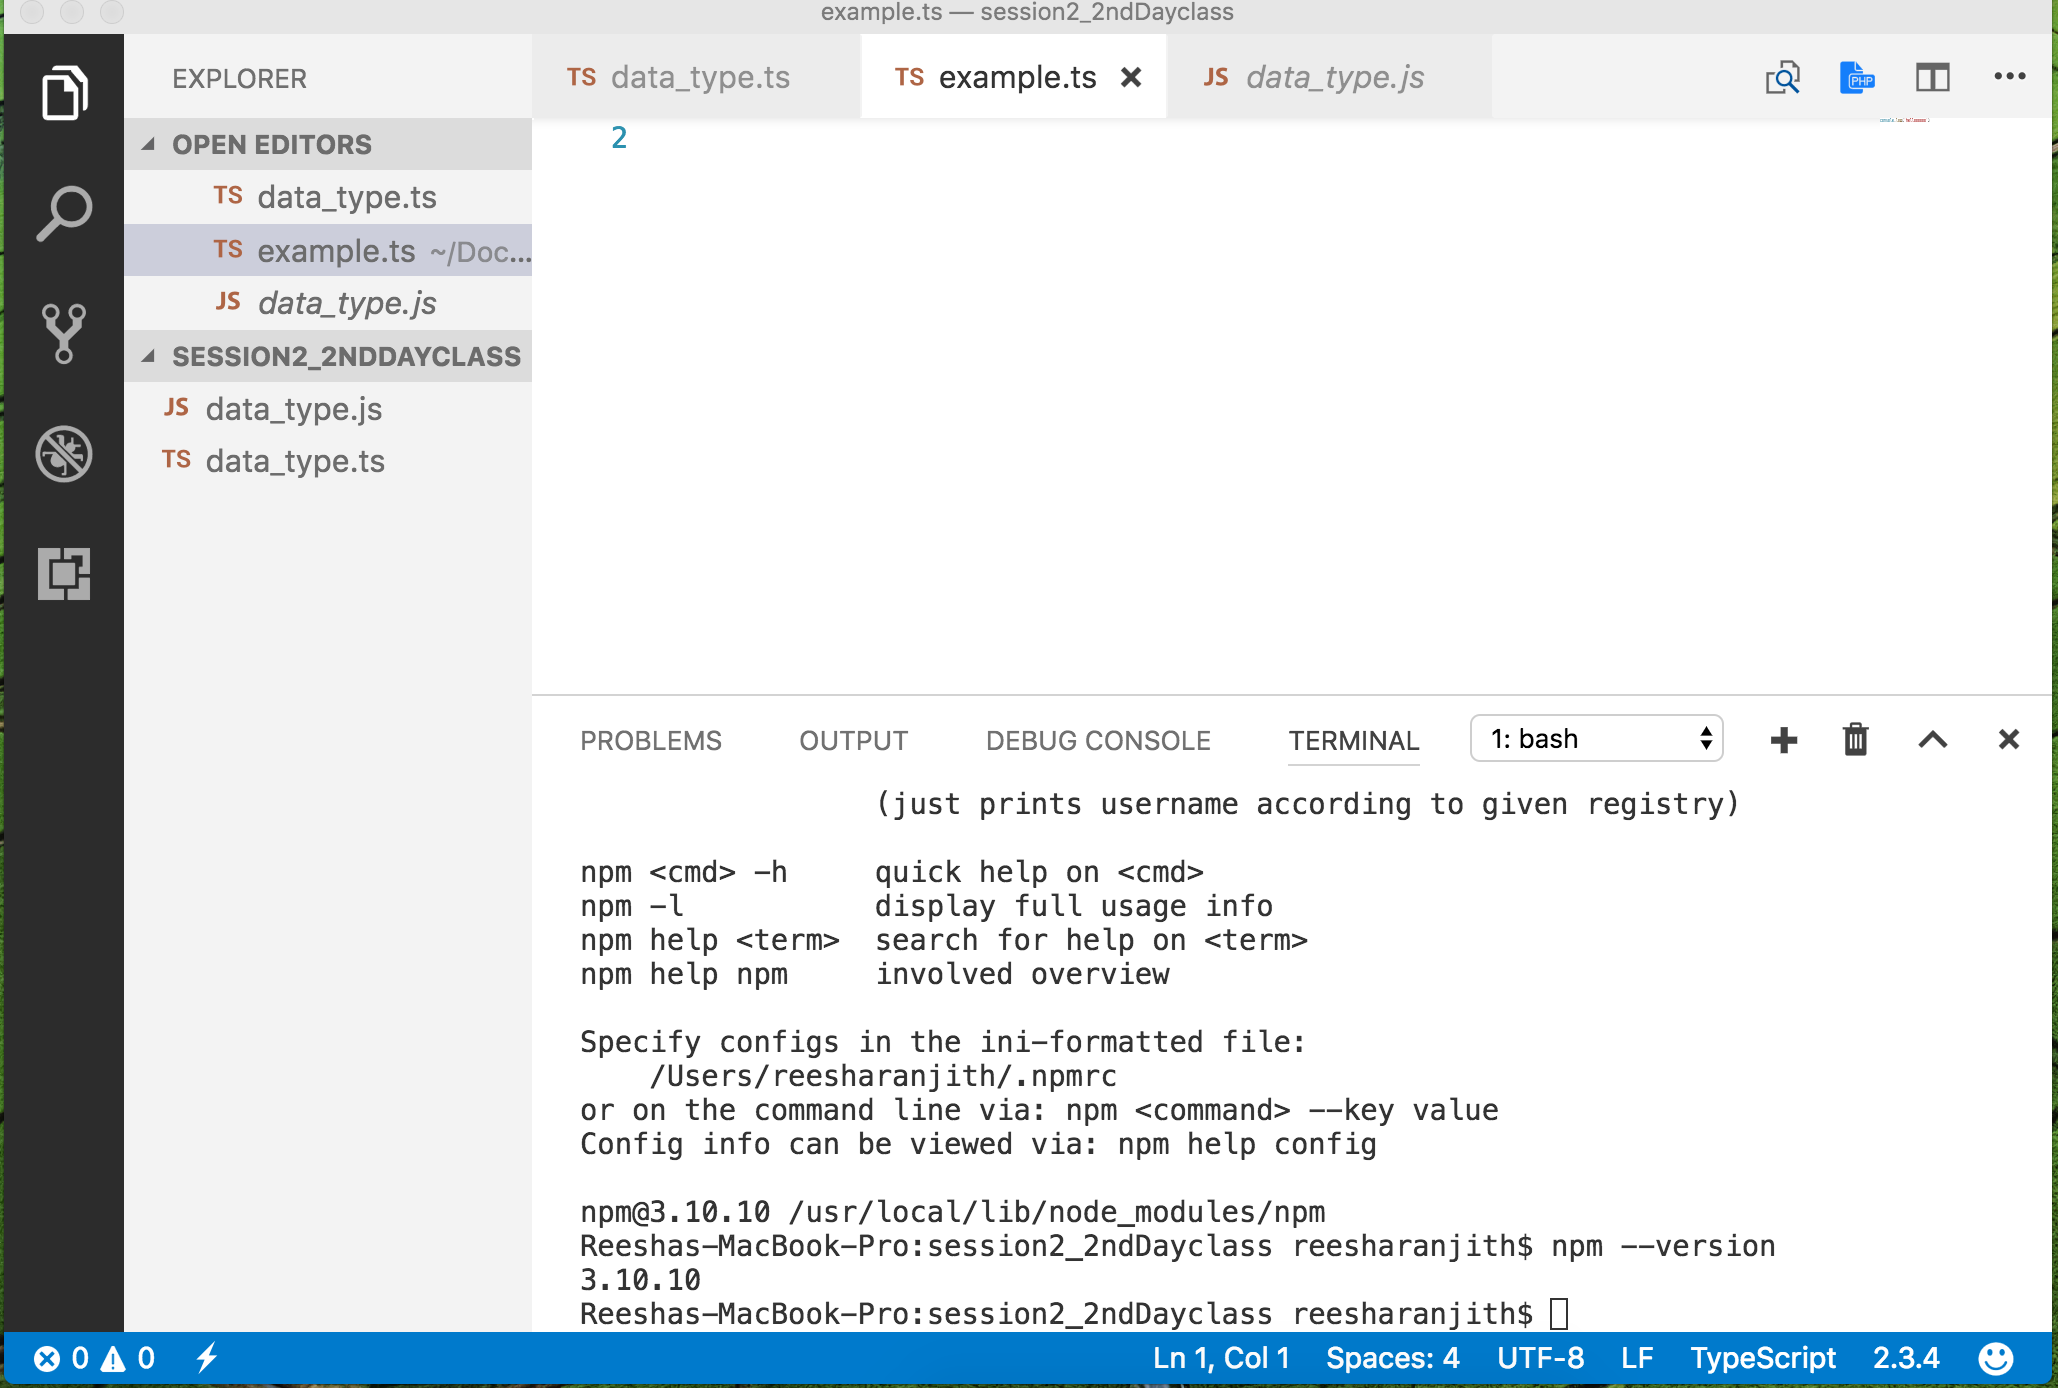 example.ts — session2_2ndDayclass
EXPLORER
OPEN EDITORS
TS data_type.ts
TS example.ts ~/Doc...
JS data_type.js
SESSION2_2NDDAYCLASS
JS data_type.js
TS data_type.ts
TS data_type.ts
TS example.ts
JS data_type.js
PHP
2
PROBLEMS OUTPUT DEBUG CONSOLE TERMINAL 1: bash
(just prints username according to given registry)
npm <cmd> -h quick help on <cmd>
npm -l display full usage info
npm help <term> search for help on <term>
npm help npm involved overview
Specify configs in the ini-formatted file:
/Users/reesharanjith/.npmrc
or on the command line via: npm <command> --key value
Config info can be viewed via: npm help config
npm@3.10.10 /usr/local/lib/node_modules/npm
Reeshas-MacBook-Pro:session2_2ndDayclass reesharanjith$ npm --version
3.10.10
Reeshas-MacBook-Pro:session2_2ndDayclass reesharanjith$
0 0 Ln 1, Col 1 Spaces: 4 UTF-8 LF TypeScript 2.3.4